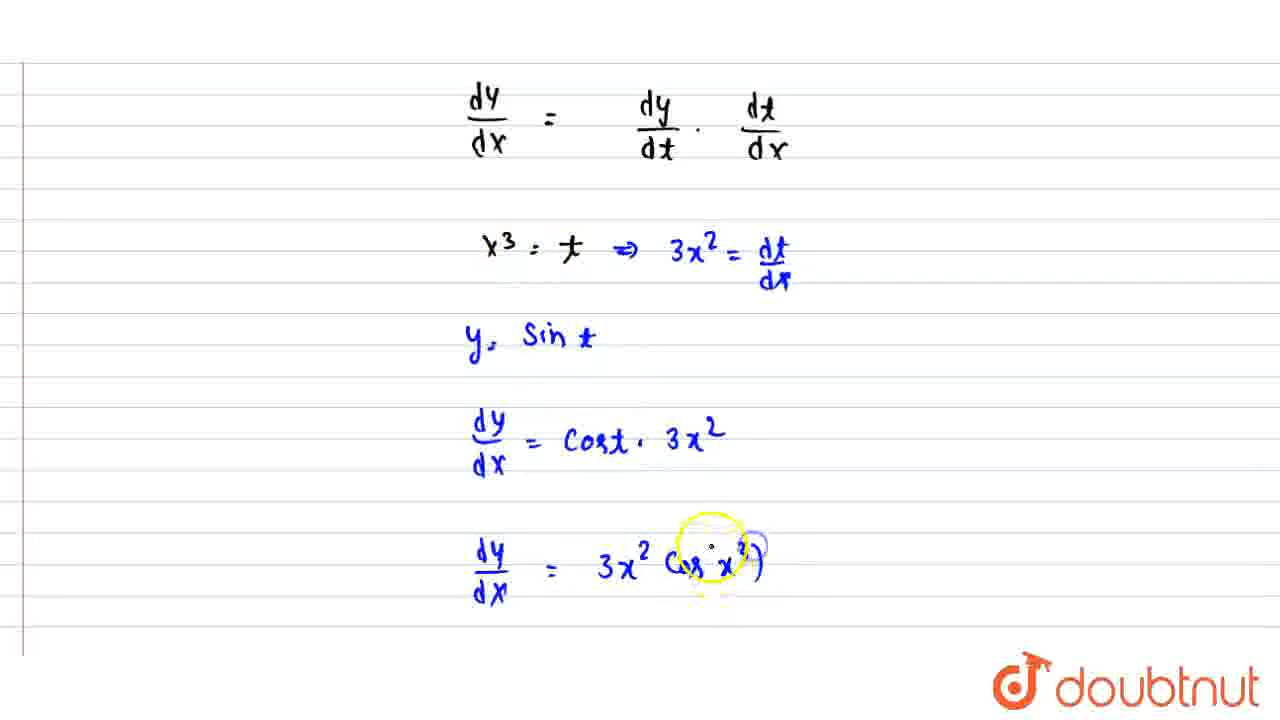 dy/dx = dy/dt · dt/dx
x³ = t ⇒ 3x² = dt/dx
y = Sin t
dy/dx = Cost · 3x²
dy/dx = 3x² Cos x³)
doubtnut